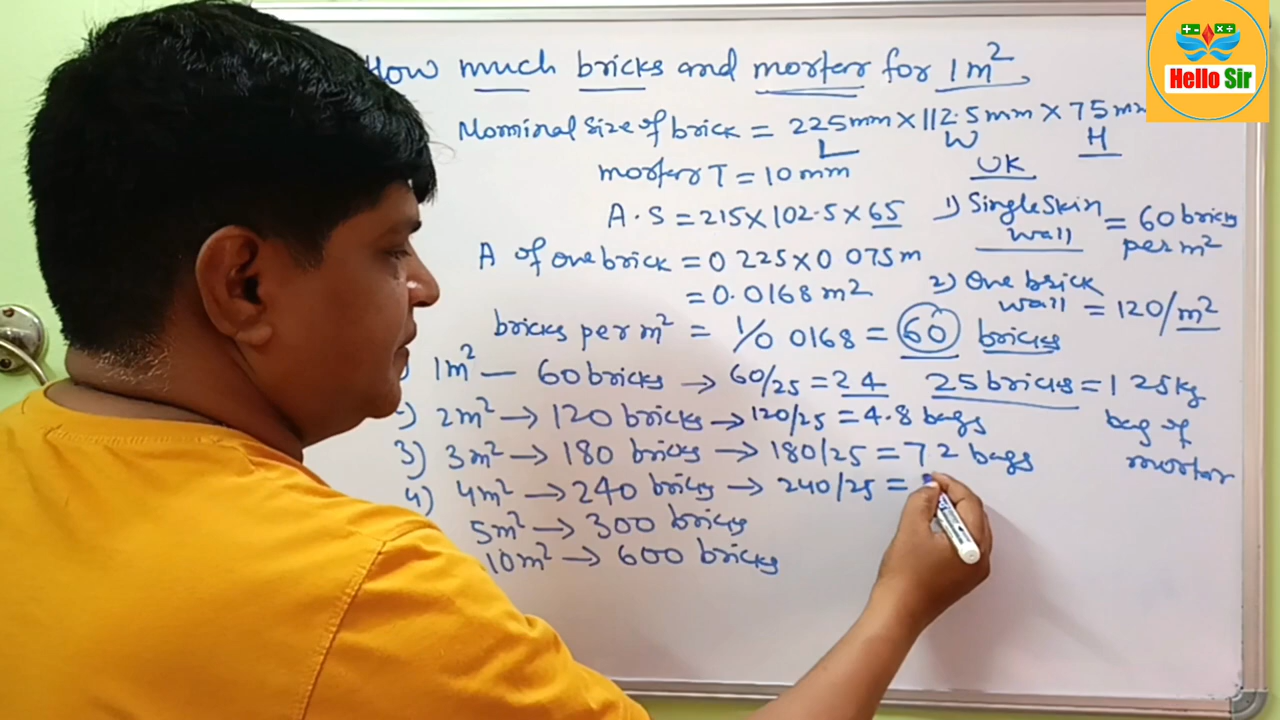 How much bricks and morter for 1m²
Nominal size of brick = 225mm × 112.5mm × 75mm
L W H
morter T = 10mm
UK
A.S = 215 × 102.5 × 65
1) Single Skin wall = 60 bricks per m²
A of one brick = 0 225 × 0 075m
= 0.0168 m²
2) One brick wall = 120/m²
bricks per m² = 1/0 0168 = 60 bricks
) 1m² — 60 bricks → 60/25 = 2 4
25 bricks = 1 25kg bag of mortor
2) 2m² → 120 bricks → 120/25 = 4.8 bags
3) 3m² → 180 bricks → 180/25 = 7 2 bags
4) 4m² → 240 bricks → 240/25 =
5m² → 300 bricks
10m² → 600 bricks
Hello Sir